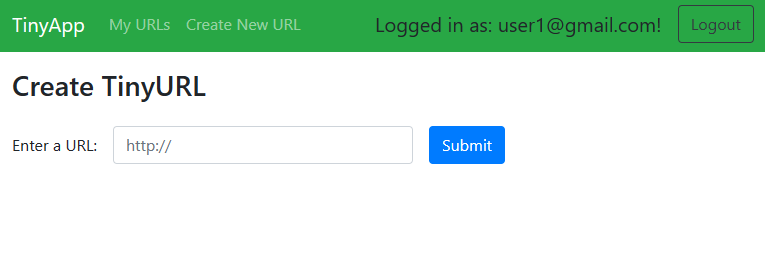 TinyApp My URLs Create New URL Logged in as: user1@gmail.com! Logout
Create TinyURL
Enter a URL: http:// Submit